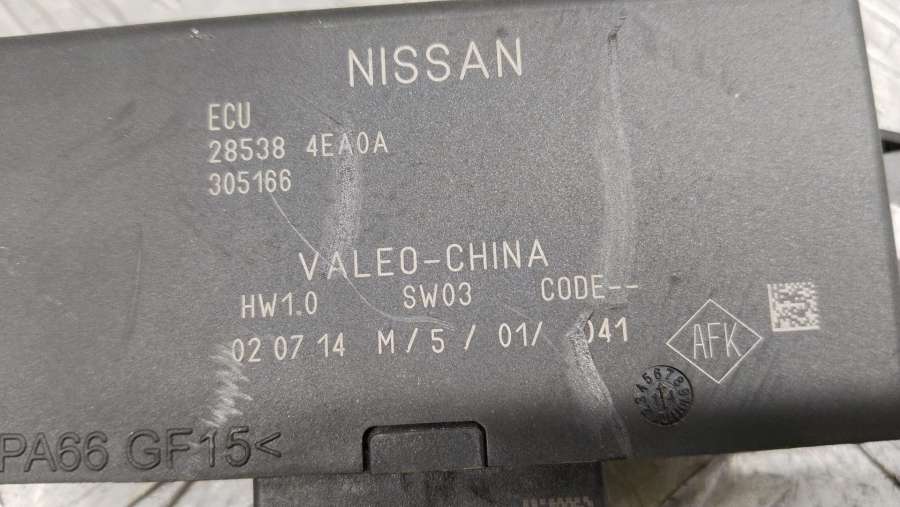 NISSAN
ECU
28538 4EA0A
305166
VALEO-CHINA
HW1.0 SW03 CODE--
02 07 14 M/5/01/ 041
AFK
PA66 GF15<